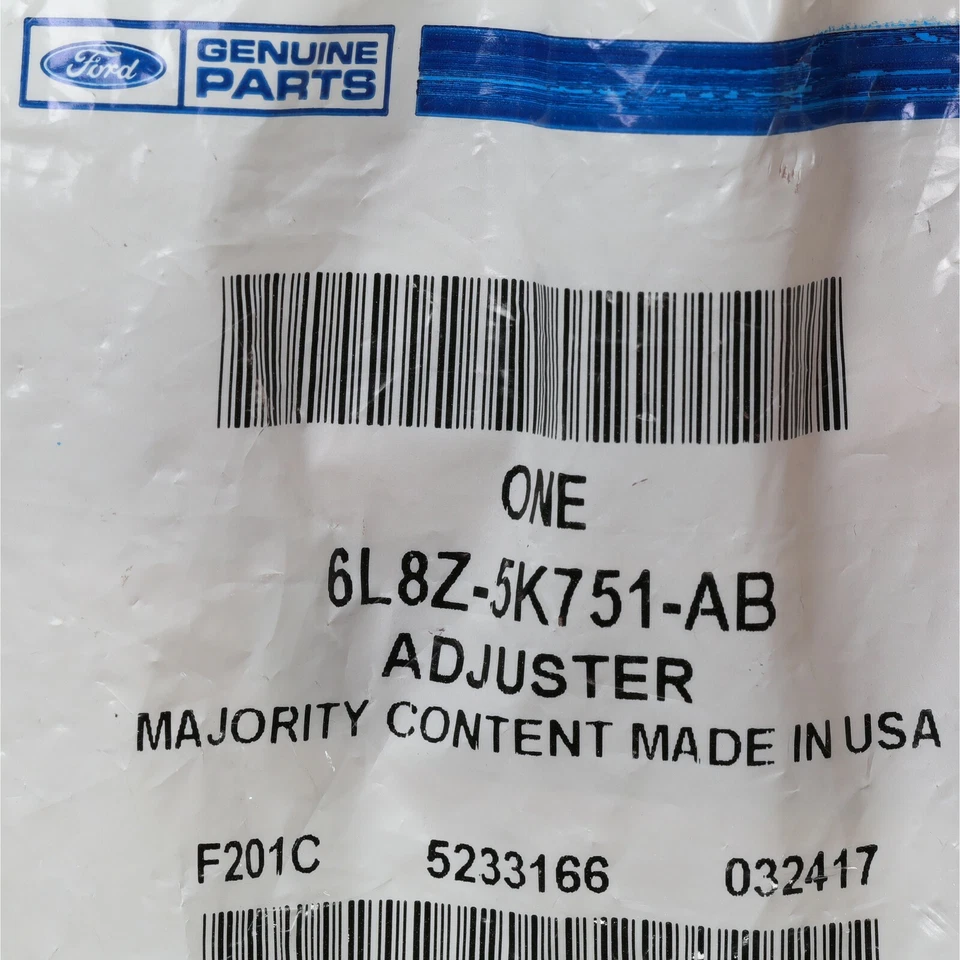 Ford GENUINE
PARTS
ONE
6L8Z-5K751-AB
ADJUSTER
MAJORITY CONTENT MADE IN USA
F201C 5233166 032417